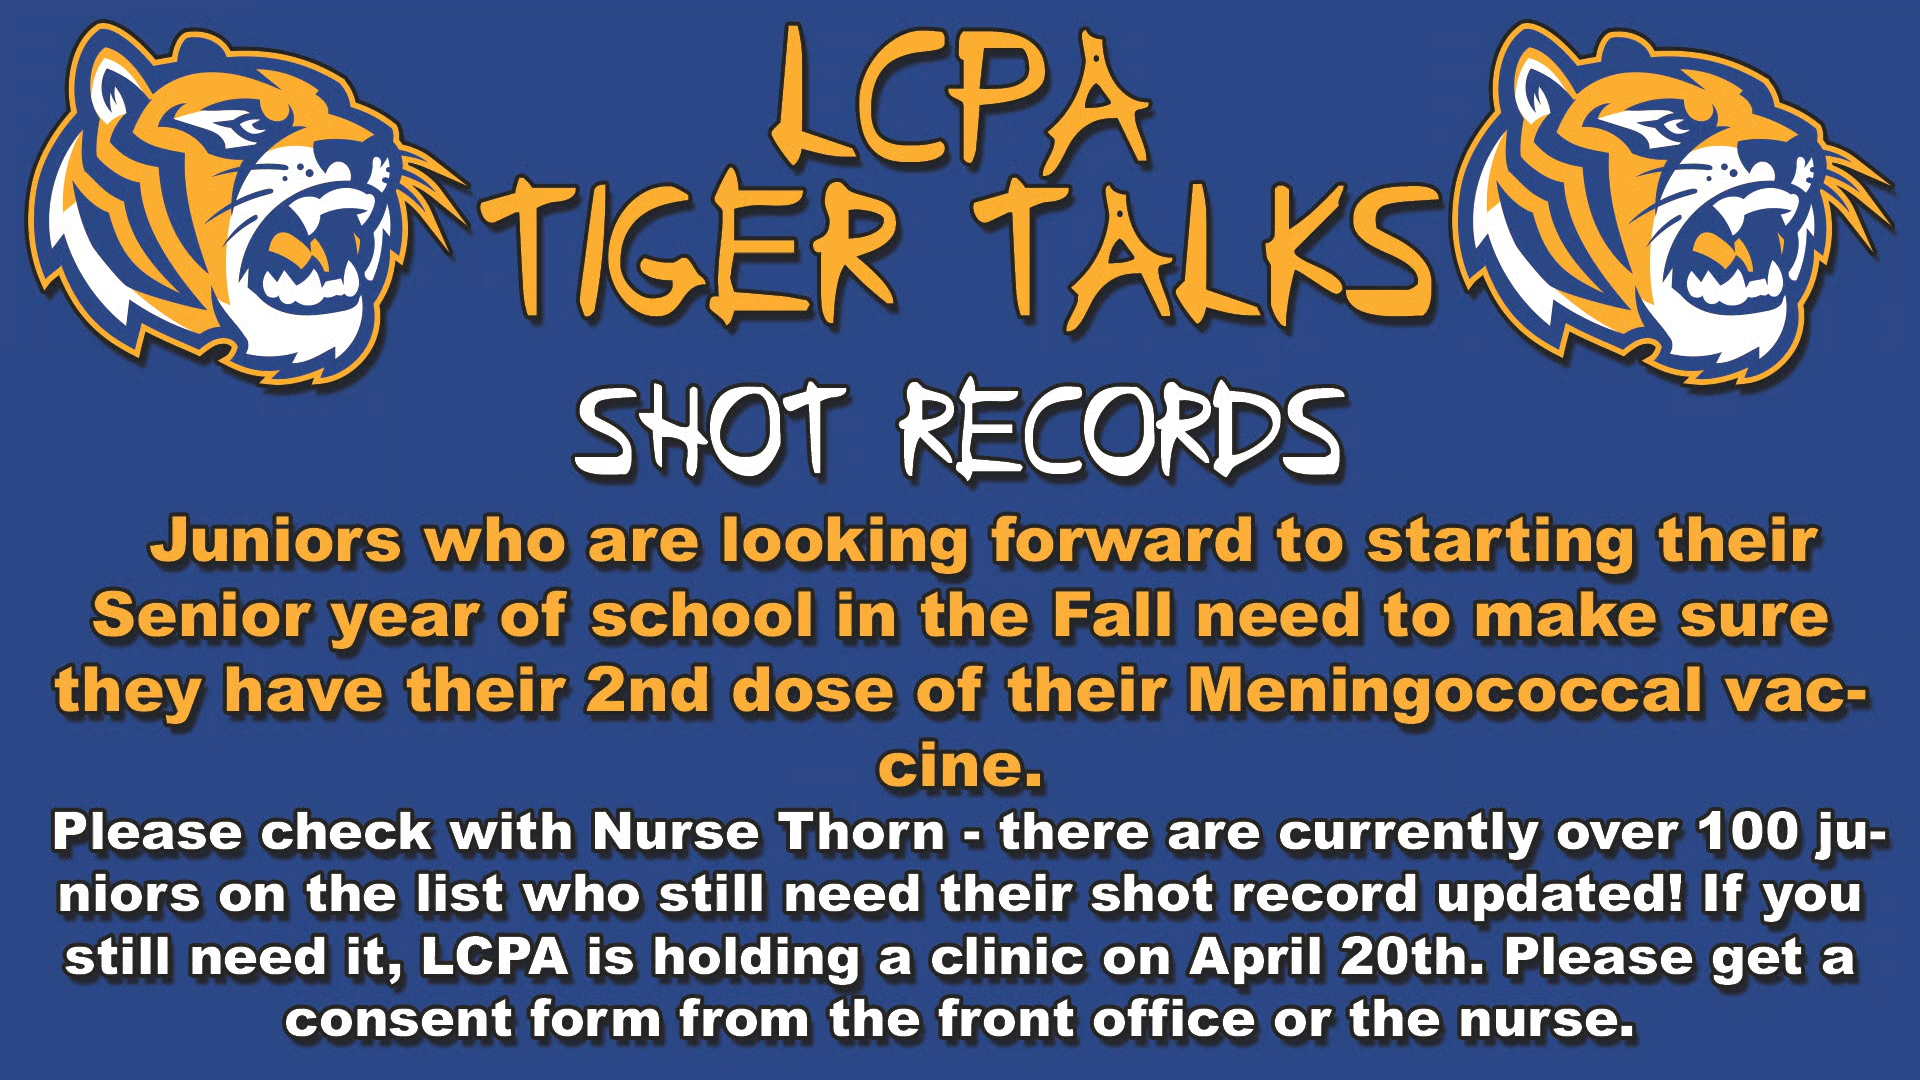 LCPA
TIGER TALKS
SHOT RECORDS
Juniors who are looking forward to starting their
Senior year of school in the Fall need to make sure
they have their 2nd dose of their Meningococcal vac-
cine.
Please check with Nurse Thorn - there are currently over 100 ju-
niors on the list who still need their shot record updated! If you
still need it, LCPA is holding a clinic on April 20th. Please get a
consent form from the front office or the nurse.